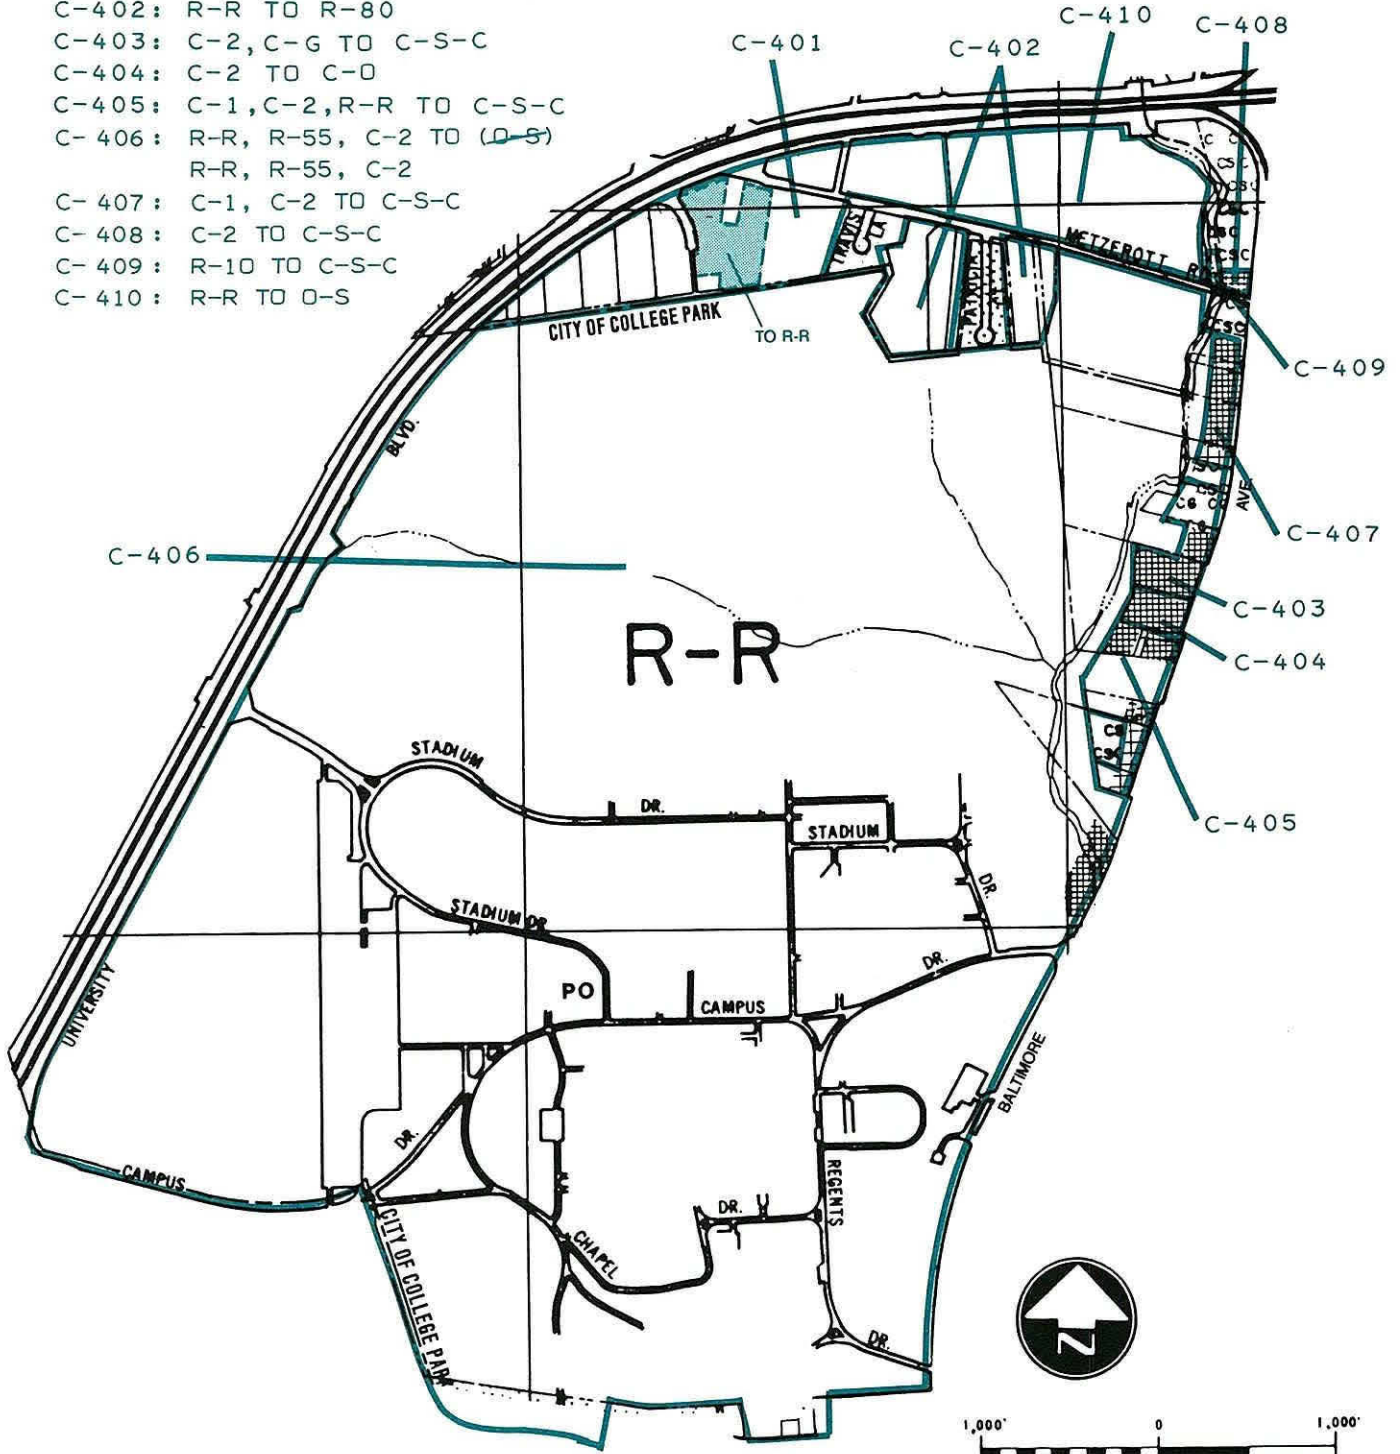 C-402: R-R TO R-80
C-403: C-2, C-G TO C-S-C
C-404: C-2 TO C-O
C-405: C-1, C-2, R-R TO C-S-C
C-406: R-R, R-55, C-2 TO (O-S)
R-R, R-55, C-2
C-407: C-1, C-2 TO C-S-C
C-408: C-2 TO C-S-C
C-409: R-10 TO C-S-C
C-410: R-R TO O-S
C-401
C-402
C-410
C-408
METZEROTT RD.
TRAVIS LA
PATXUDIR
CITY OF COLLEGE PARK
TO R-R
C-409
BLVD.
AVE
C-407
C-406
C-403
R-R
C-404
C-405
STADIUM
DR.
STADIUM
DR.
STADIUM DR.
DR.
UNIVERSITY
PO
CAMPUS
BALTIMORE
DR.
CAMPUS
REGENTS
DR.
CITY OF COLLEGE PARK
CHAPEL
DR.
N
1,000'
0
1,000'